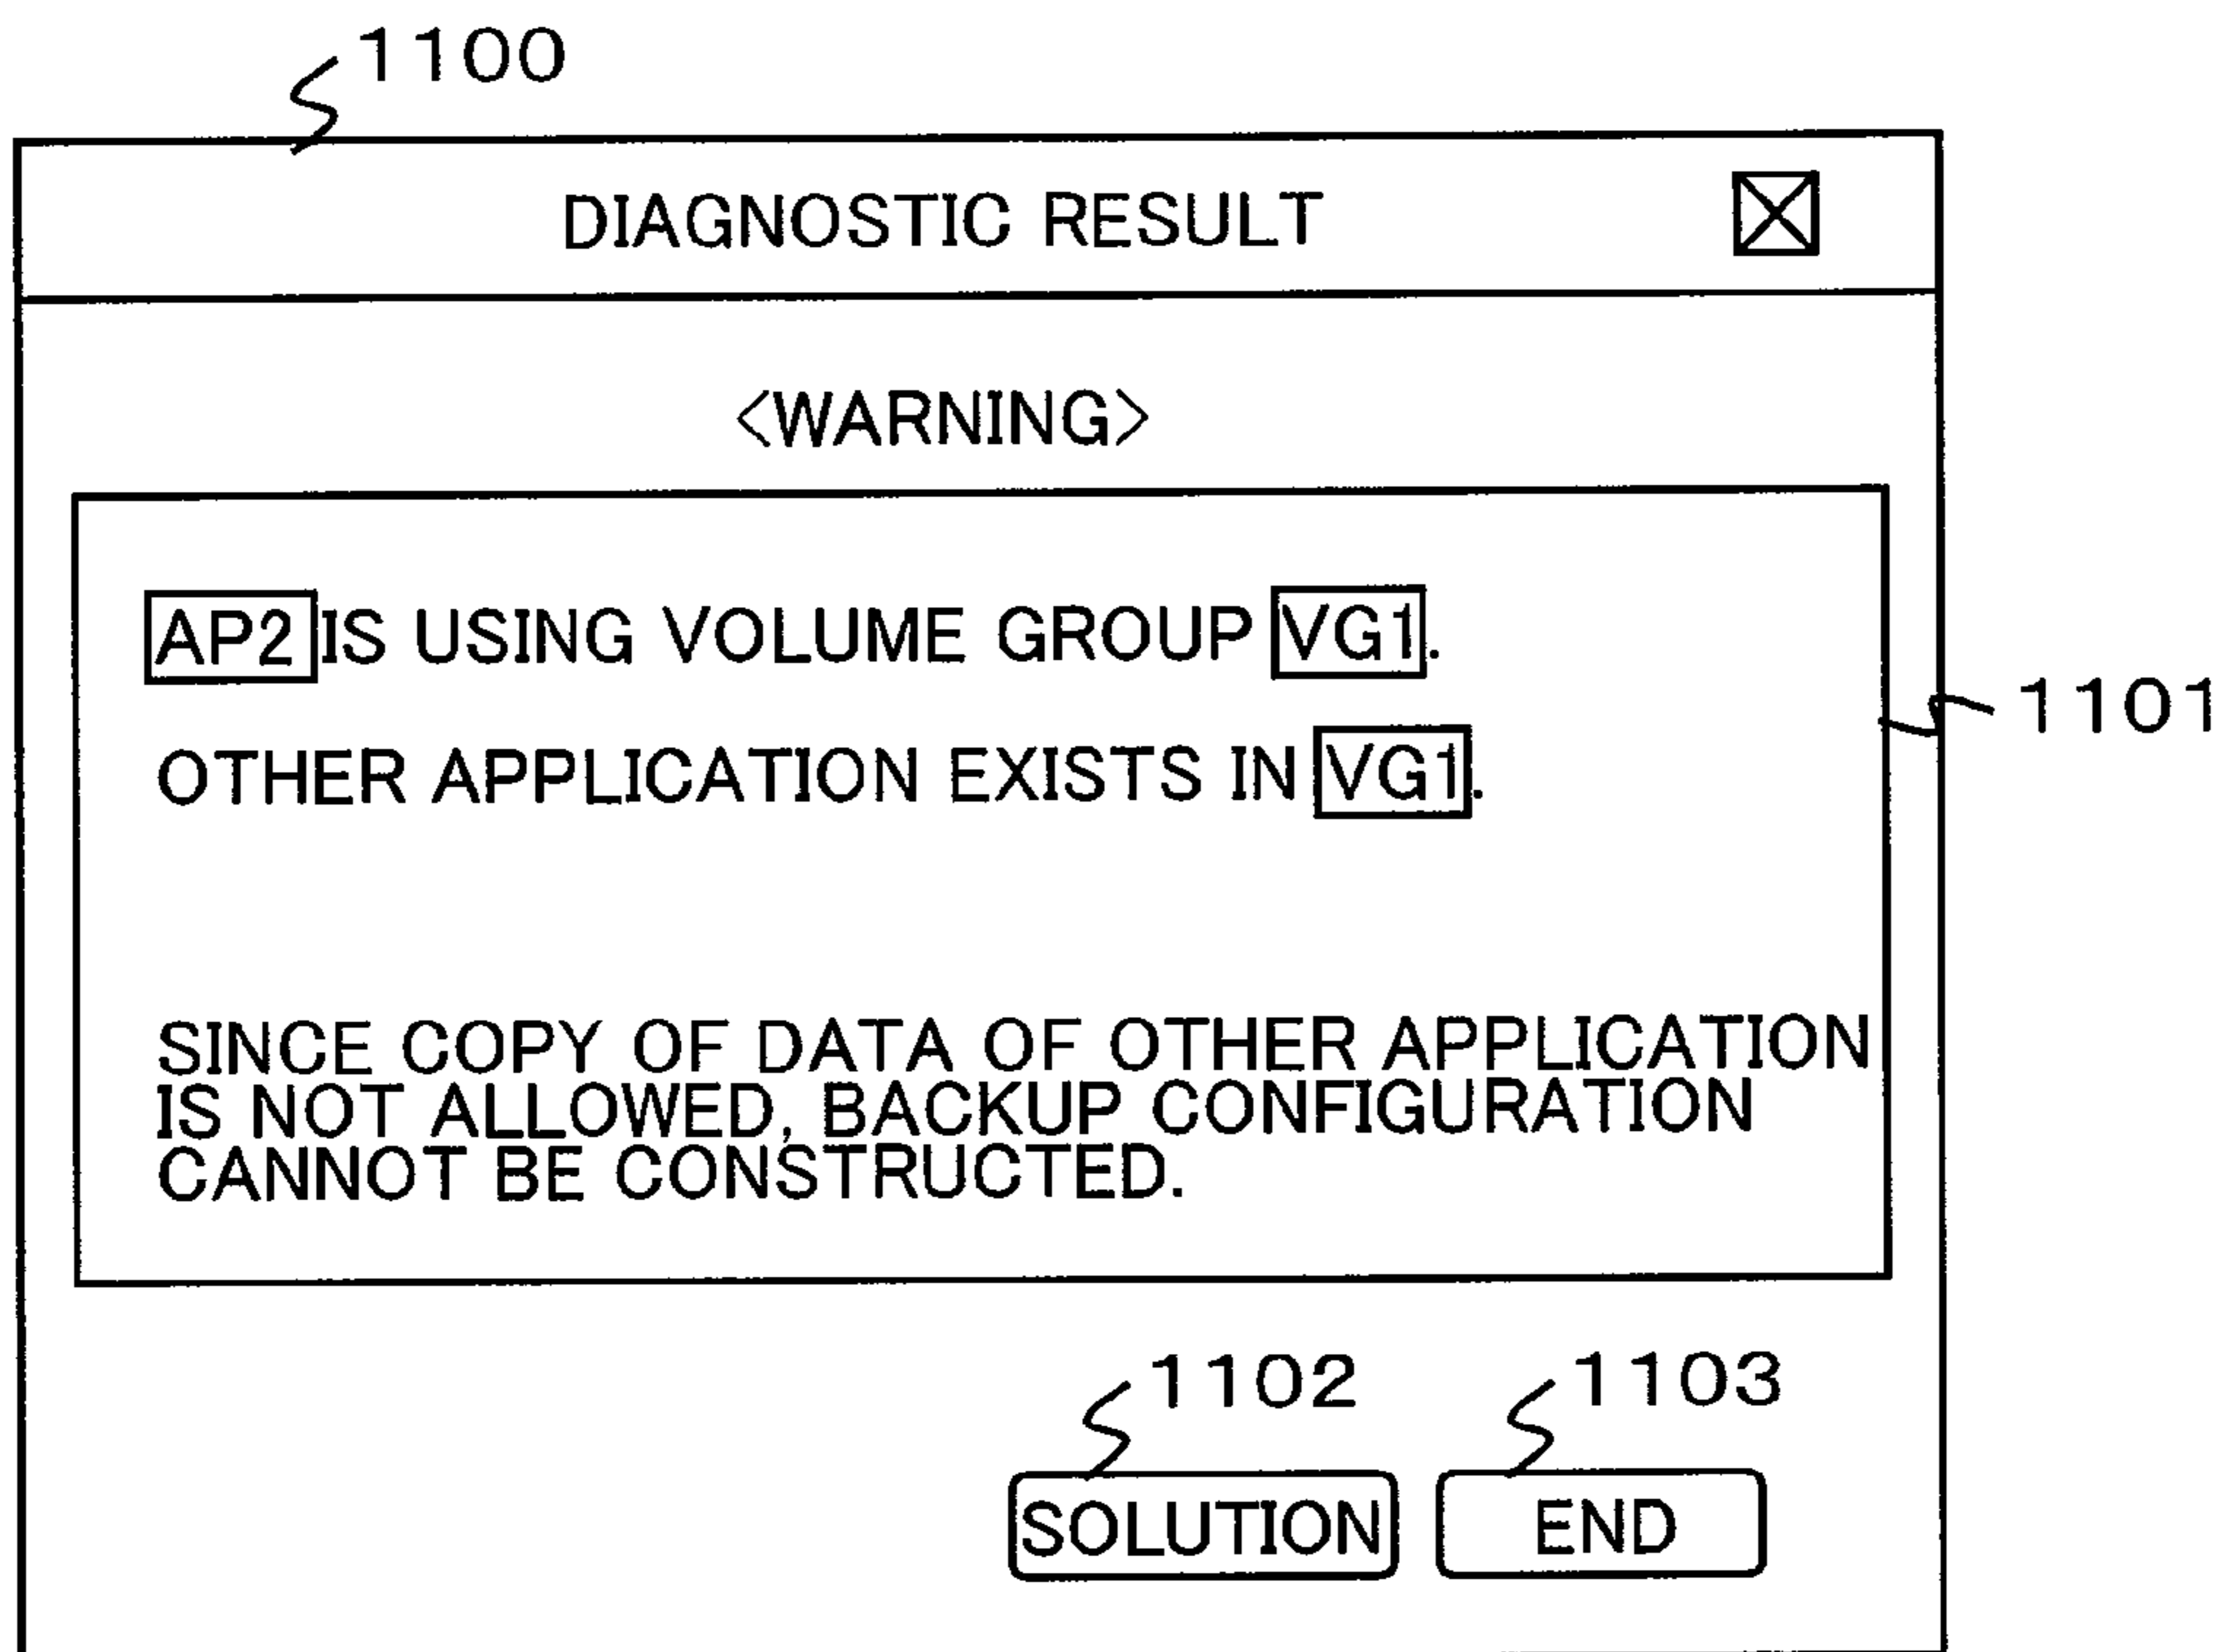 1100
DIAGNOSTIC RESULT
<WARNING>
AP2 IS USING VOLUME GROUP VG1.
1101
OTHER APPLICATION EXISTS IN VG1.
SINCE COPY OF DATA OF OTHER APPLICATION
IS NOT ALLOWED, BACKUP CONFIGURATION
CANNOT BE CONSTRUCTED.
1102 1103
SOLUTION END